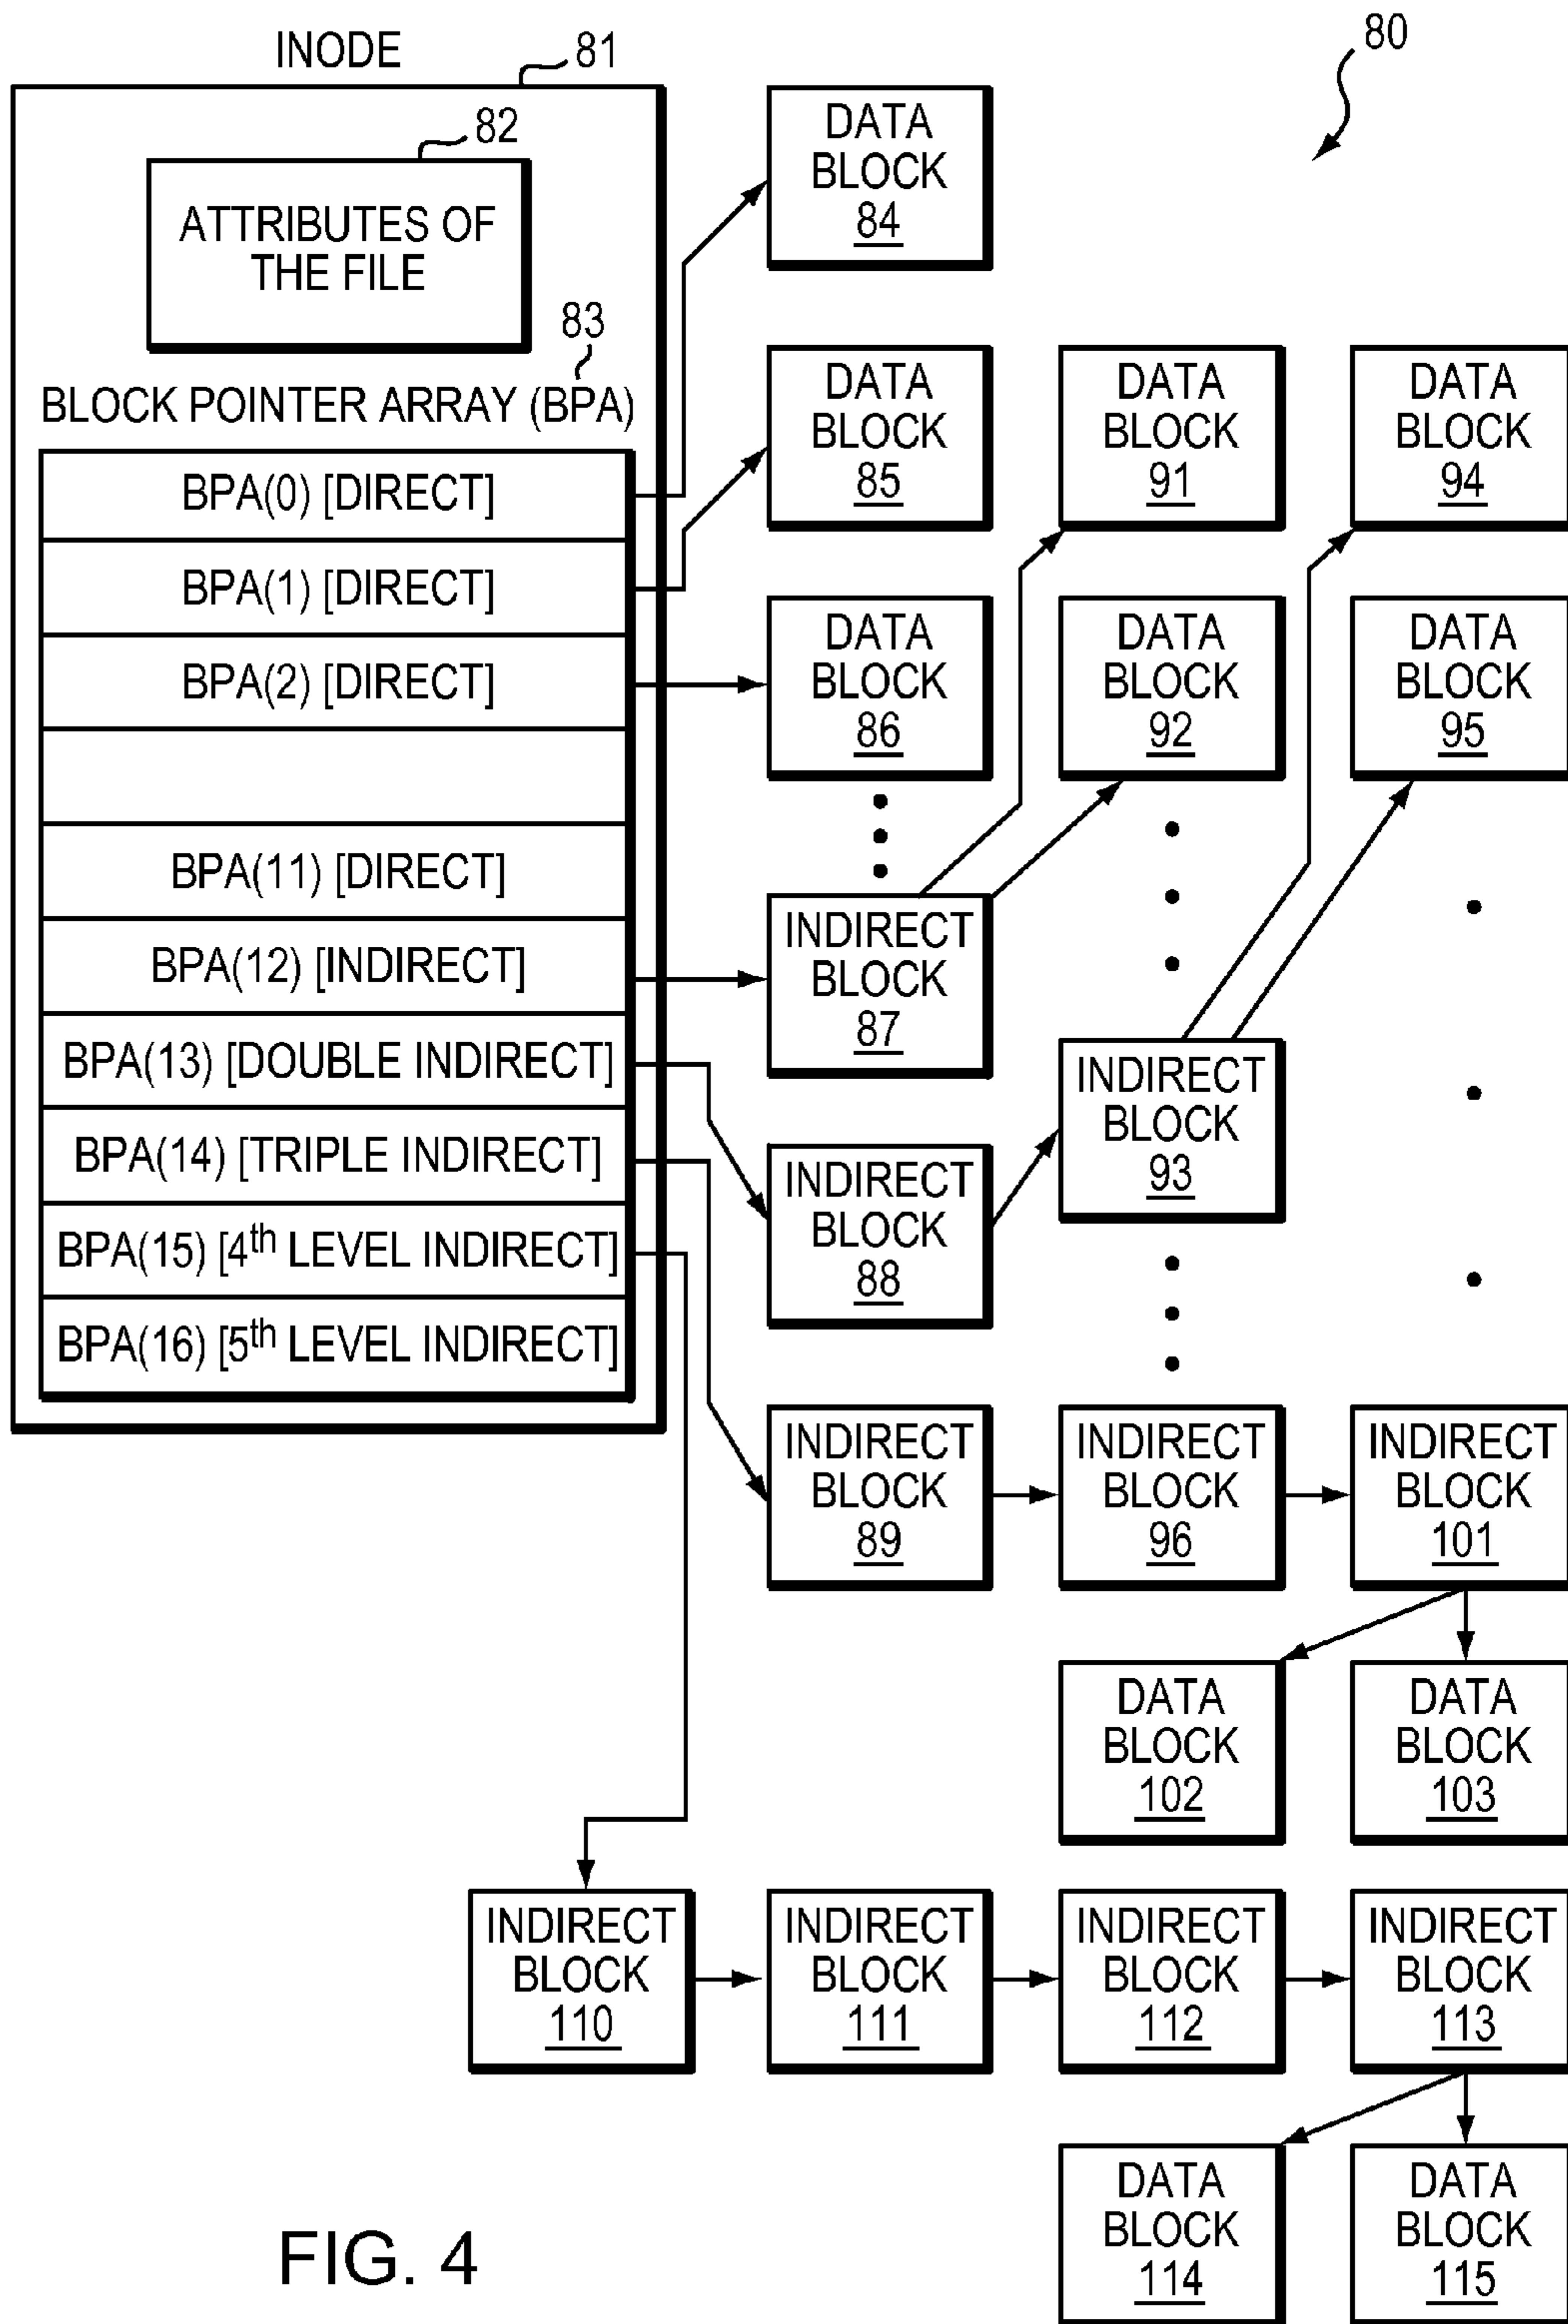 INODE
81
80
82
ATTRIBUTES OF
THE FILE
83
BLOCK POINTER ARRAY (BPA)
BPA(0) [DIRECT]
BPA(1) [DIRECT]
BPA(2) [DIRECT]
BPA(11) [DIRECT]
BPA(12) [INDIRECT]
BPA(13) [DOUBLE INDIRECT]
BPA(14) [TRIPLE INDIRECT]
BPA(15) [4th LEVEL INDIRECT]
BPA(16) [5th LEVEL INDIRECT]
DATA
BLOCK
84
DATA
BLOCK
85
DATA
BLOCK
91
DATA
BLOCK
94
DATA
BLOCK
86
DATA
BLOCK
92
DATA
BLOCK
95
INDIRECT
BLOCK
87
INDIRECT
BLOCK
93
INDIRECT
BLOCK
88
INDIRECT
BLOCK
89
INDIRECT
BLOCK
96
INDIRECT
BLOCK
101
DATA
BLOCK
102
DATA
BLOCK
103
INDIRECT
BLOCK
110
INDIRECT
BLOCK
111
INDIRECT
BLOCK
112
INDIRECT
BLOCK
113
DATA
BLOCK
114
DATA
BLOCK
115
FIG. 4